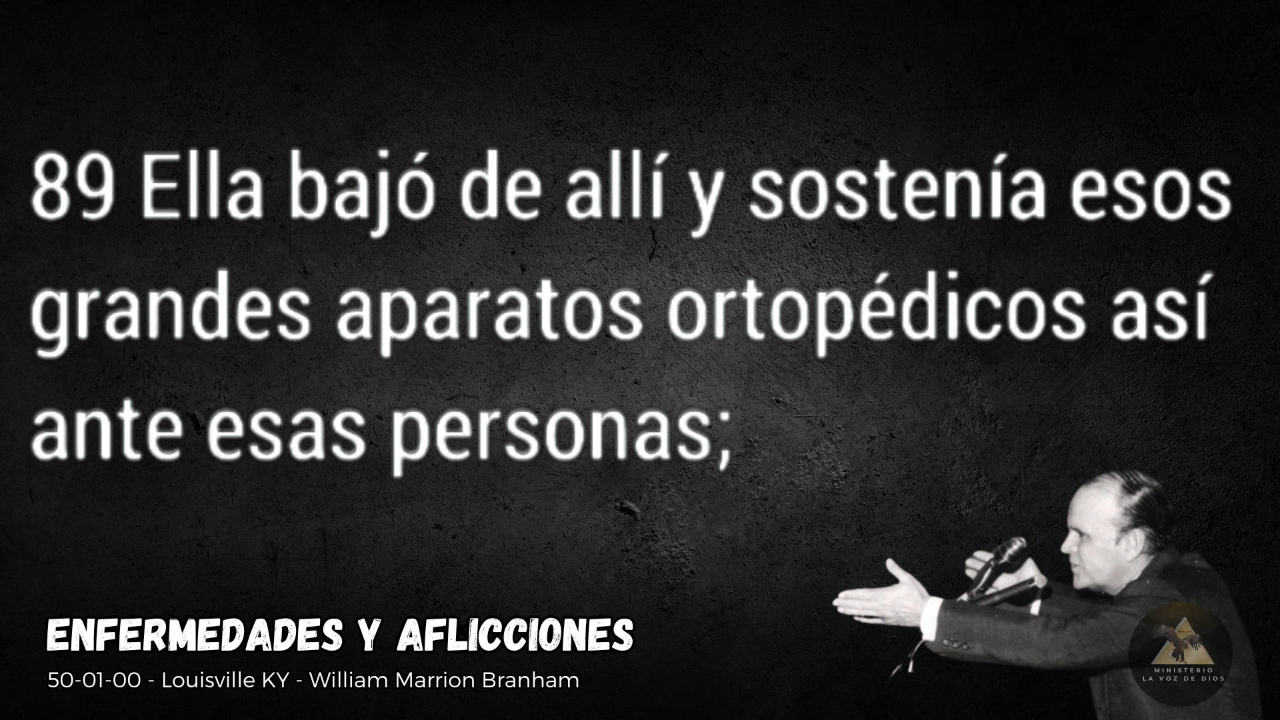 89 Ella bajó de allí y sostenía esos
grandes aparatos ortopédicos así
ante esas personas;
ENFERMEDADES Y AFLICCIONES
50-01-00 - Louisville KY - William Marrion Branham
MINISTERIO
LA VOZ DE DIOS